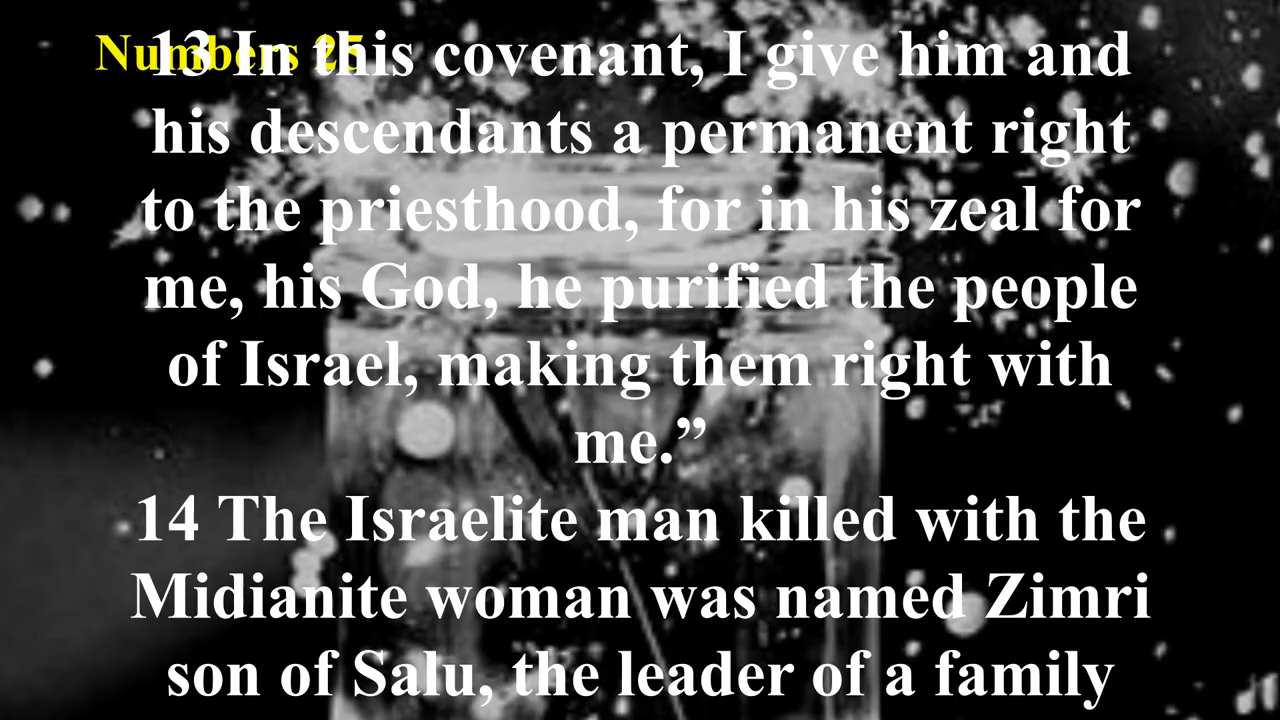 Numbers 25
13 In this covenant, I give him and
his descendants a permanent right
to the priesthood, for in his zeal for
me, his God, he purified the people
of Israel, making them right with
me.”
14 The Israelite man killed with the
Midianite woman was named Zimri
son of Salu, the leader of a family